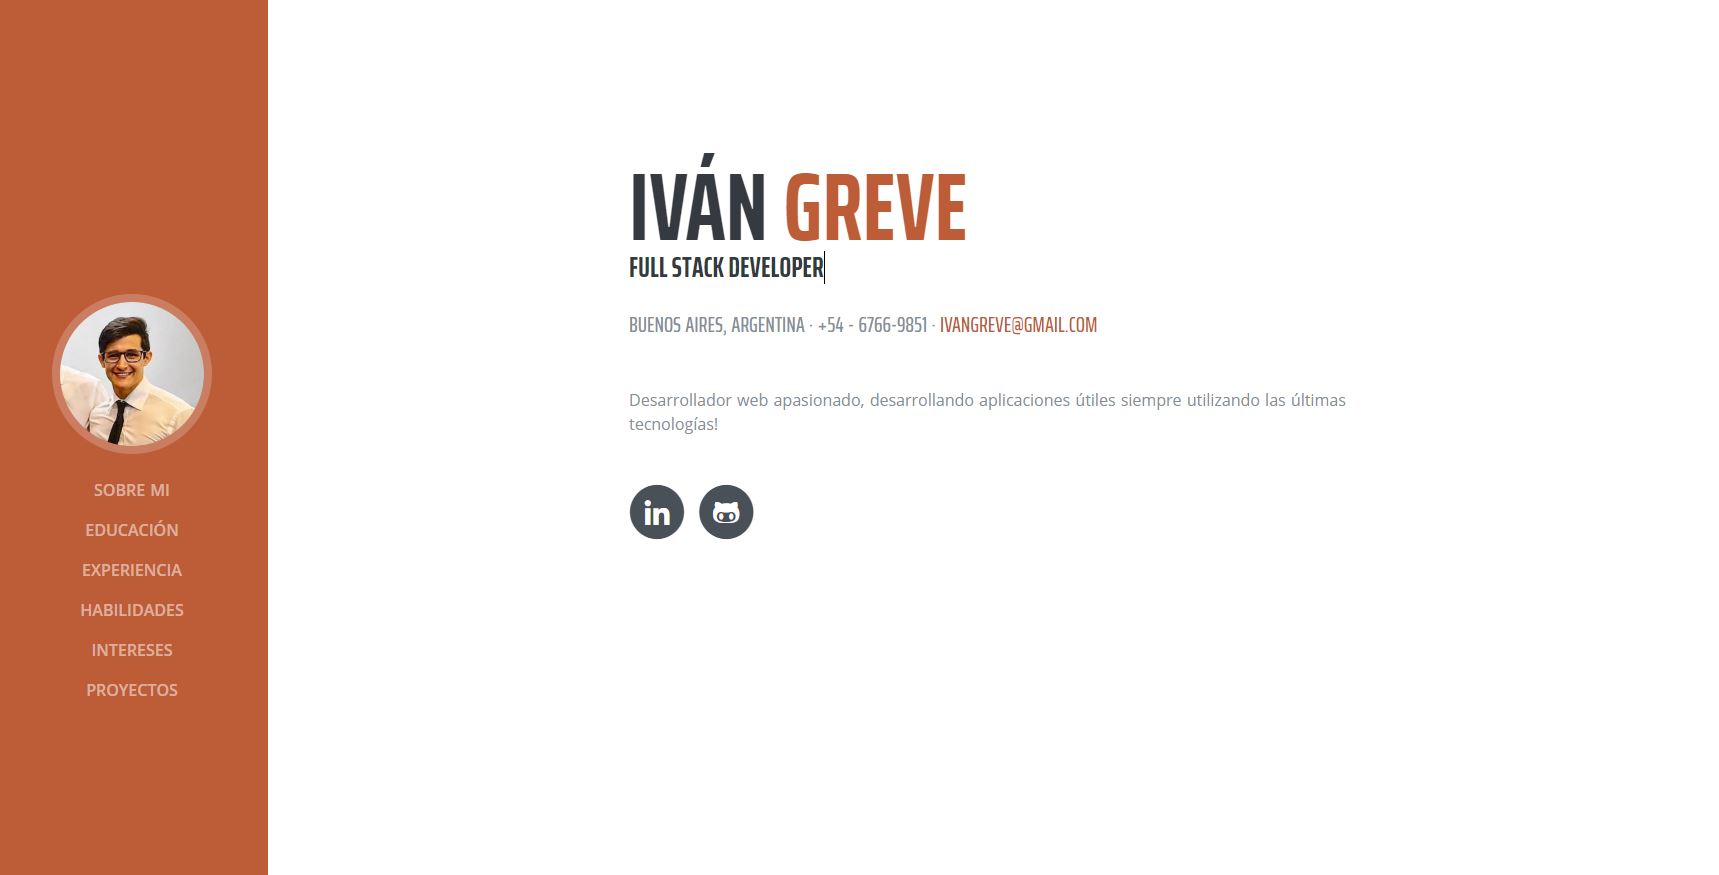 SOBRE MI
EDUCACIÓN
EXPERIENCIA
HABILIDADES
INTERESES
PROYECTOS
IVÁN GREVE
FULL STACK DEVELOPER
BUENOS AIRES, ARGENTINA · +54 - 6766-9851 · IVANGREVE@GMAIL.COM
Desarrollador web apasionado, desarrollando aplicaciones útiles siempre utilizando las últimas
tecnologías!
in